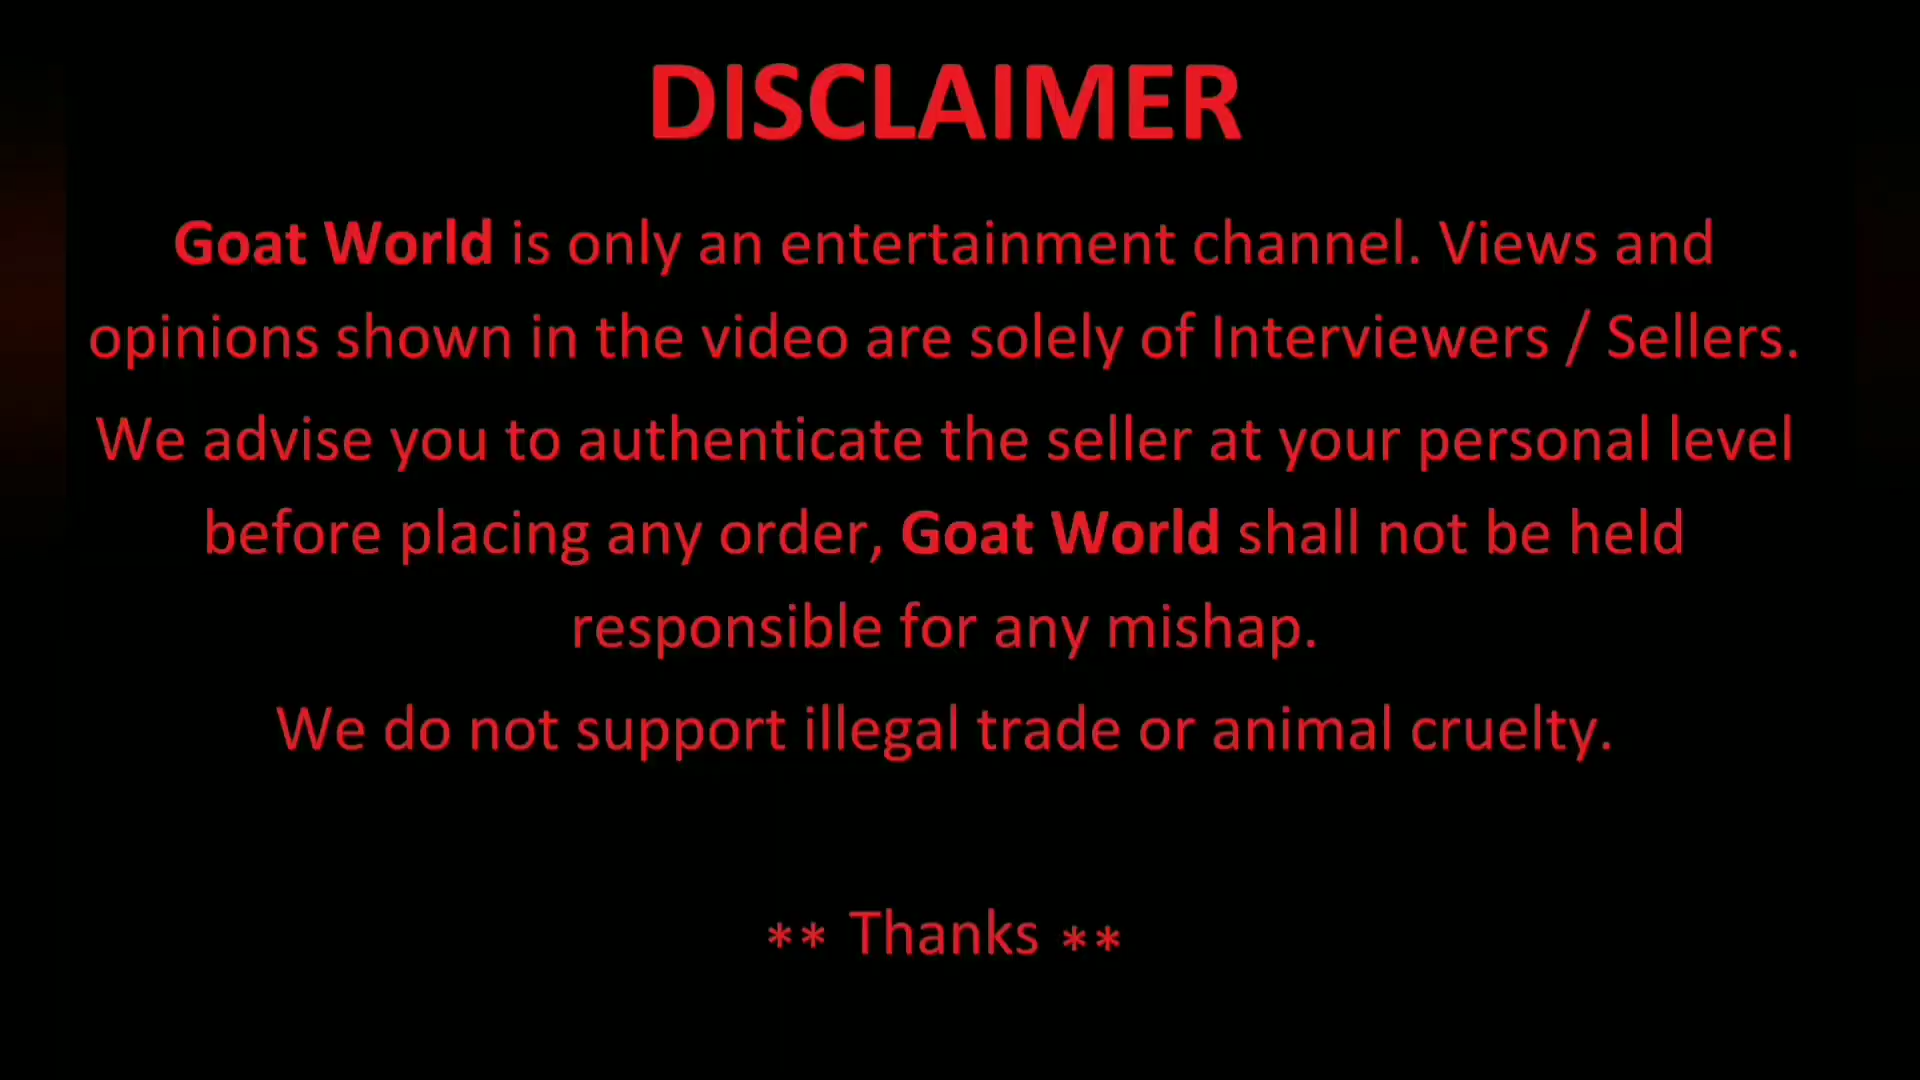 DISCLAIMER
Goat World is only an entertainment channel. Views and
opinions shown in the video are solely of Interviewers / Sellers.
We advise you to authenticate the seller at your personal level
before placing any order, Goat World shall not be held
responsible for any mishap.
We do not support illegal trade or animal cruelty.
** Thanks **